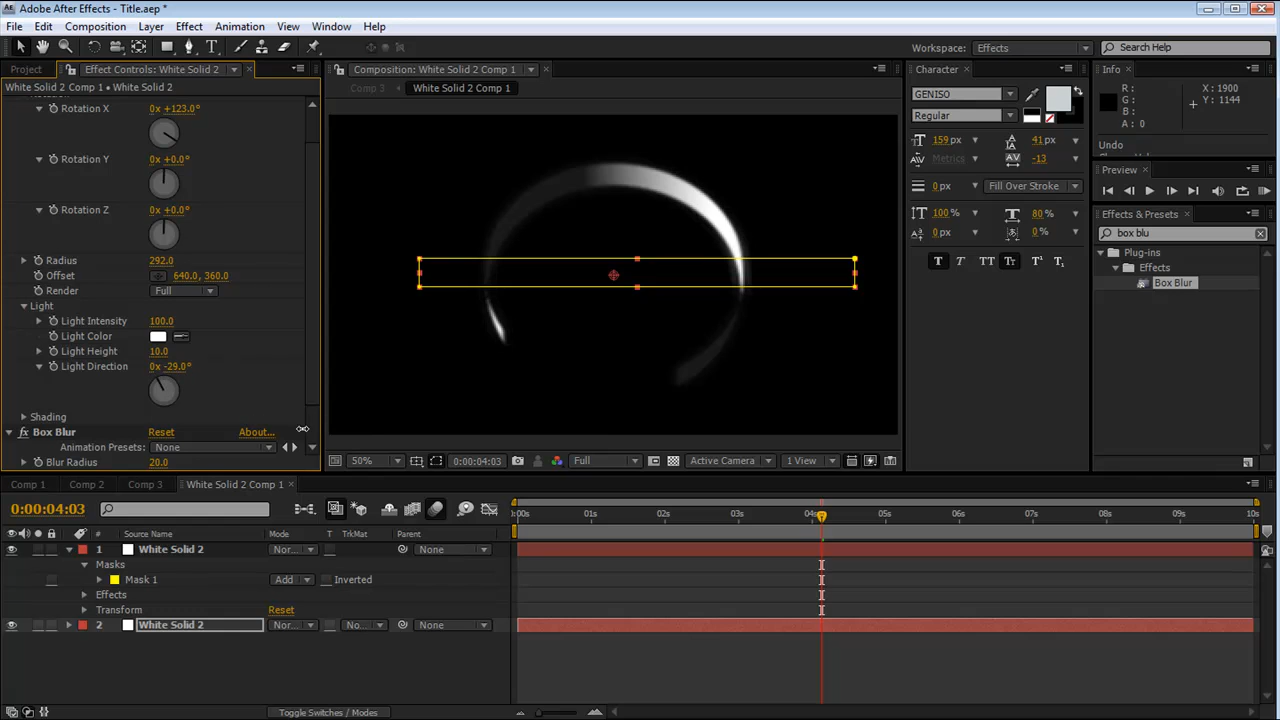 Adobe After Effects - Title.aep *
File Edit Composition Layer Effect Animation View Window Help
Workspace: Effects Search Help
Project Effect Controls: White Solid 2
White Solid 2 Comp 1 • White Solid 2
Rotation X 0x +123.0°
Rotation Y 0x +0.0°
Rotation Z 0x +0.0°
Radius 292.0
Offset 640.0, 360.0
Render Full
Light
Light Intensity 100.0
Light Color
Light Height 10.0
Light Direction 0x -29.0°
Shading
fx Box Blur Reset About...
Animation Presets: None
Blur Radius 20.0
Composition: White Solid 2 Comp 1
Comp 3 White Solid 2 Comp 1
50% 0:00:04:03 Full Active Camera 1 View
Character
GENISO
Regular
159 px 41 px
Metrics -13
0 px Fill Over Stroke
100 % 80 %
0 px 0 %
T T TT Tr T¹ T₁
Info
R: X: 1900
G: Y: 1144
B:
A: 0
Undo
Preview
Effects & Presets
box blu
Plug-ins
Effects
Box Blur
Comp 1 Comp 2 Comp 3 White Solid 2 Comp 1
0:00:04:03
0:00s 01s 02s 03s 04s 05s 06s 07s 08s 09s 10s
# Source Name Mode T TrkMat Parent
1 White Solid 2 Nor... None
Masks
Mask 1 Add Inverted
Effects
Transform Reset
2 White Solid 2 Nor... No... None
Toggle Switches / Modes